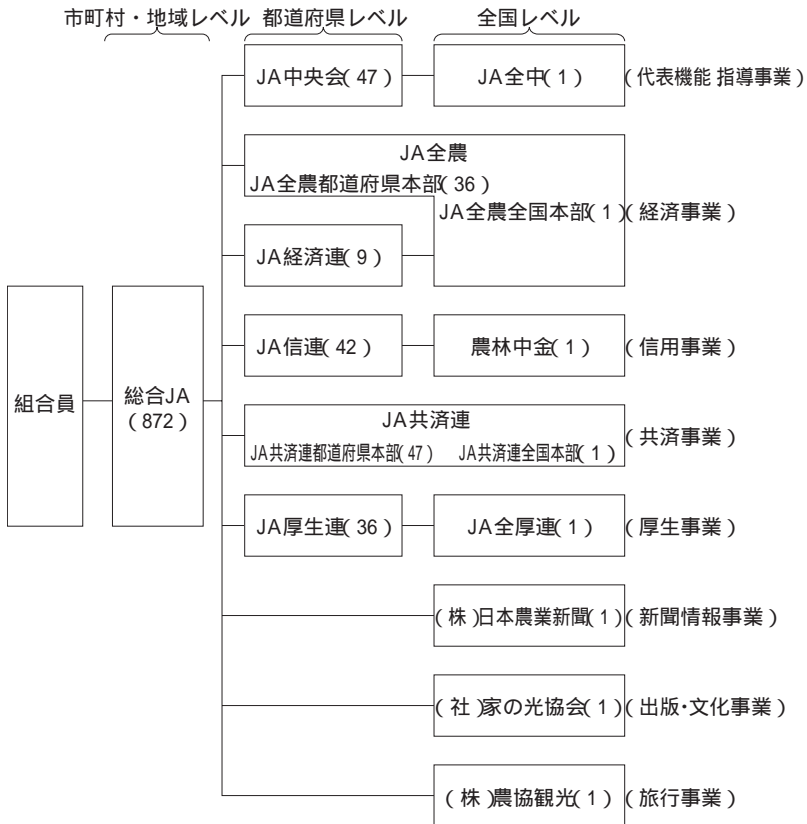 市町村・地域レベル 都道府県レベル 全国レベル
JA中央会(47) JA全中(1) (代表機能 指導事業)
JA全農
JA全農都道府県本部(36)
JA全農全国本部(1) (経済事業)
JA経済連(9)
JA信連(42) 農林中金(1) (信用事業)
組合員
総合JA
(872)
JA共済連
JA共済連都道府県本部(47) JA共済連全国本部(1)
(共済事業)
JA厚生連(36) JA全厚連(1) (厚生事業)
(株)日本農業新聞(1) (新聞情報事業)
(社)家の光協会(1) (出版・文化事業)
(株)農協観光(1) (旅行事業)